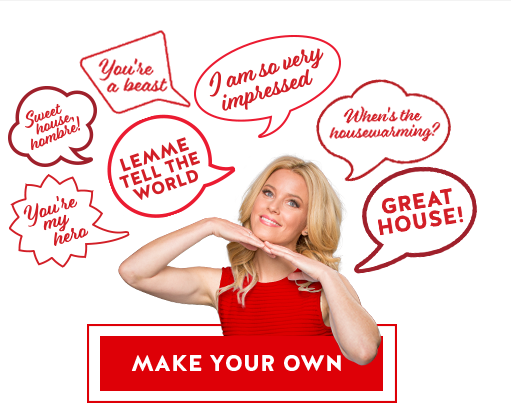 You're
a beast
I am so very
impressed
Sweet
house,
hombre!
When's the
housewarming?
LEMME
TELL THE
WORLD
You're
my
hero
GREAT
HOUSE!
MAKE YOUR OWN